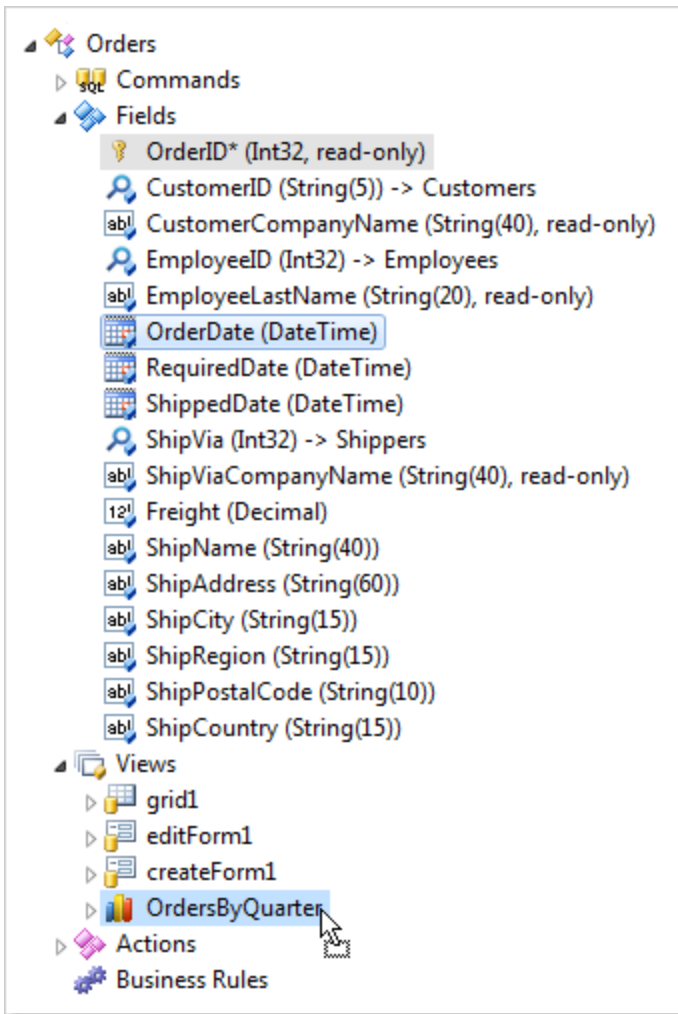 Orders
Commands
Fields
OrderID* (Int32, read-only)
CustomerID (String(5)) -> Customers
CustomerCompanyName (String(40), read-only)
EmployeeID (Int32) -> Employees
EmployeeLastName (String(20), read-only)
OrderDate (DateTime)
RequiredDate (DateTime)
ShippedDate (DateTime)
ShipVia (Int32) -> Shippers
ShipViaCompanyName (String(40), read-only)
Freight (Decimal)
ShipName (String(40))
ShipAddress (String(60))
ShipCity (String(15))
ShipRegion (String(15))
ShipPostalCode (String(10))
ShipCountry (String(15))
Views
grid1
editForm1
createForm1
OrdersByQuarter
Actions
Business Rules